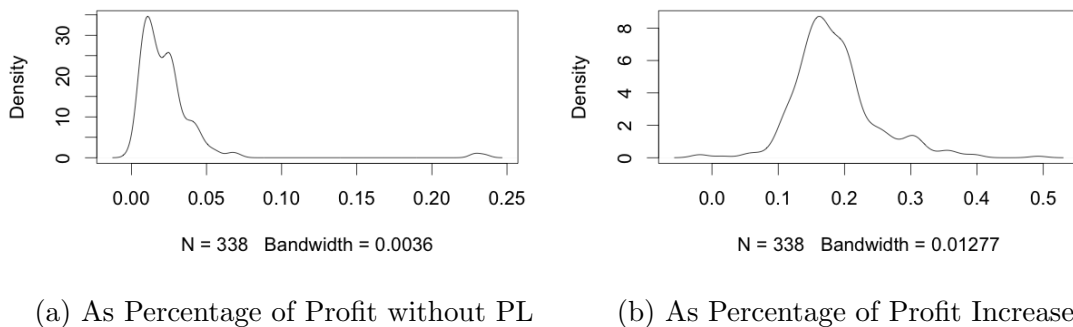 Density
0 10 20 30
0.00 0.05 0.10 0.15 0.20 0.25
N = 338 Bandwidth = 0.0036
(a) As Percentage of Profit without PL
Density
0 2 4 6 8
0.0 0.1 0.2 0.3 0.4 0.5
N = 338 Bandwidth = 0.01277
(b) As Percentage of Profit Increase